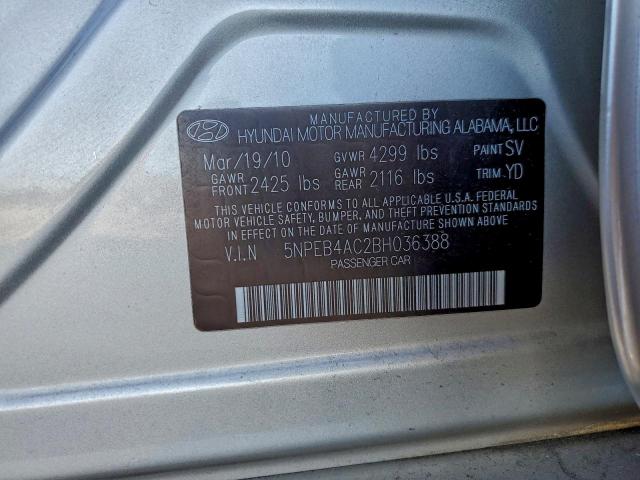 MANUFACTURED BY
HYUNDAI MOTOR MANUFACTURING ALABAMA, LLC
Mar/19/10 GVWR 4299 lbs PAINT SV
GAWR FRONT 2425 lbs GAWR REAR 2116 lbs TRIM YD
THIS VEHICLE CONFORMS TO ALL APPLICABLE U.S.A. FEDERAL
MOTOR VEHICLE SAFETY, BUMPER, AND THEFT PREVENTION STANDARDS
IN EFFECT ON THE DATE OF MANUFACTURE SHOWN ABOVE
V.I.N 5NPEB4AC2BH036388
PASSENGER CAR